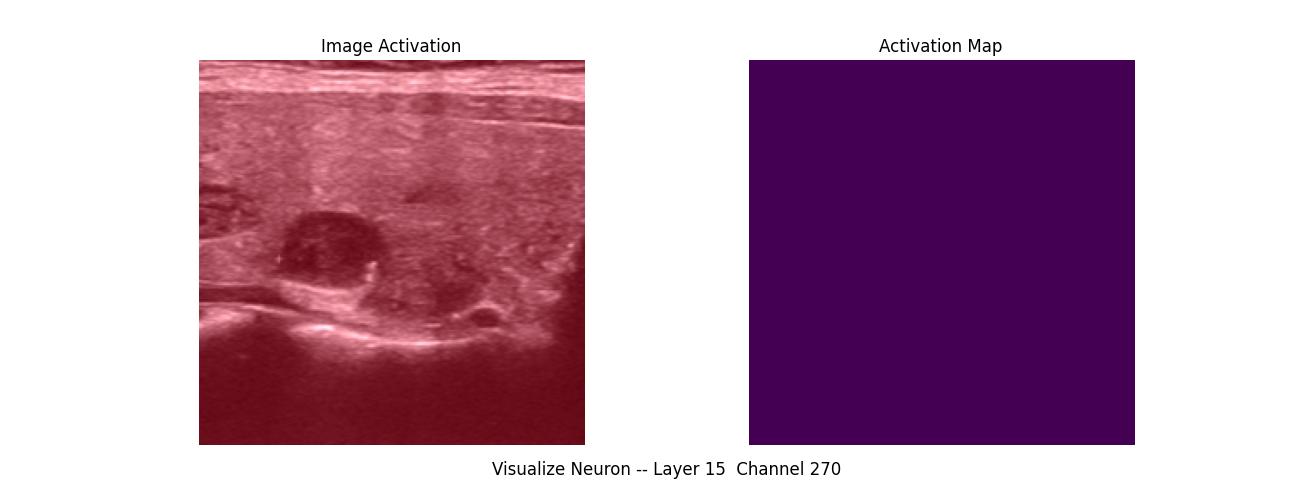 Image Activation
Activation Map
Visualize Neuron -- Layer 15  Channel 270